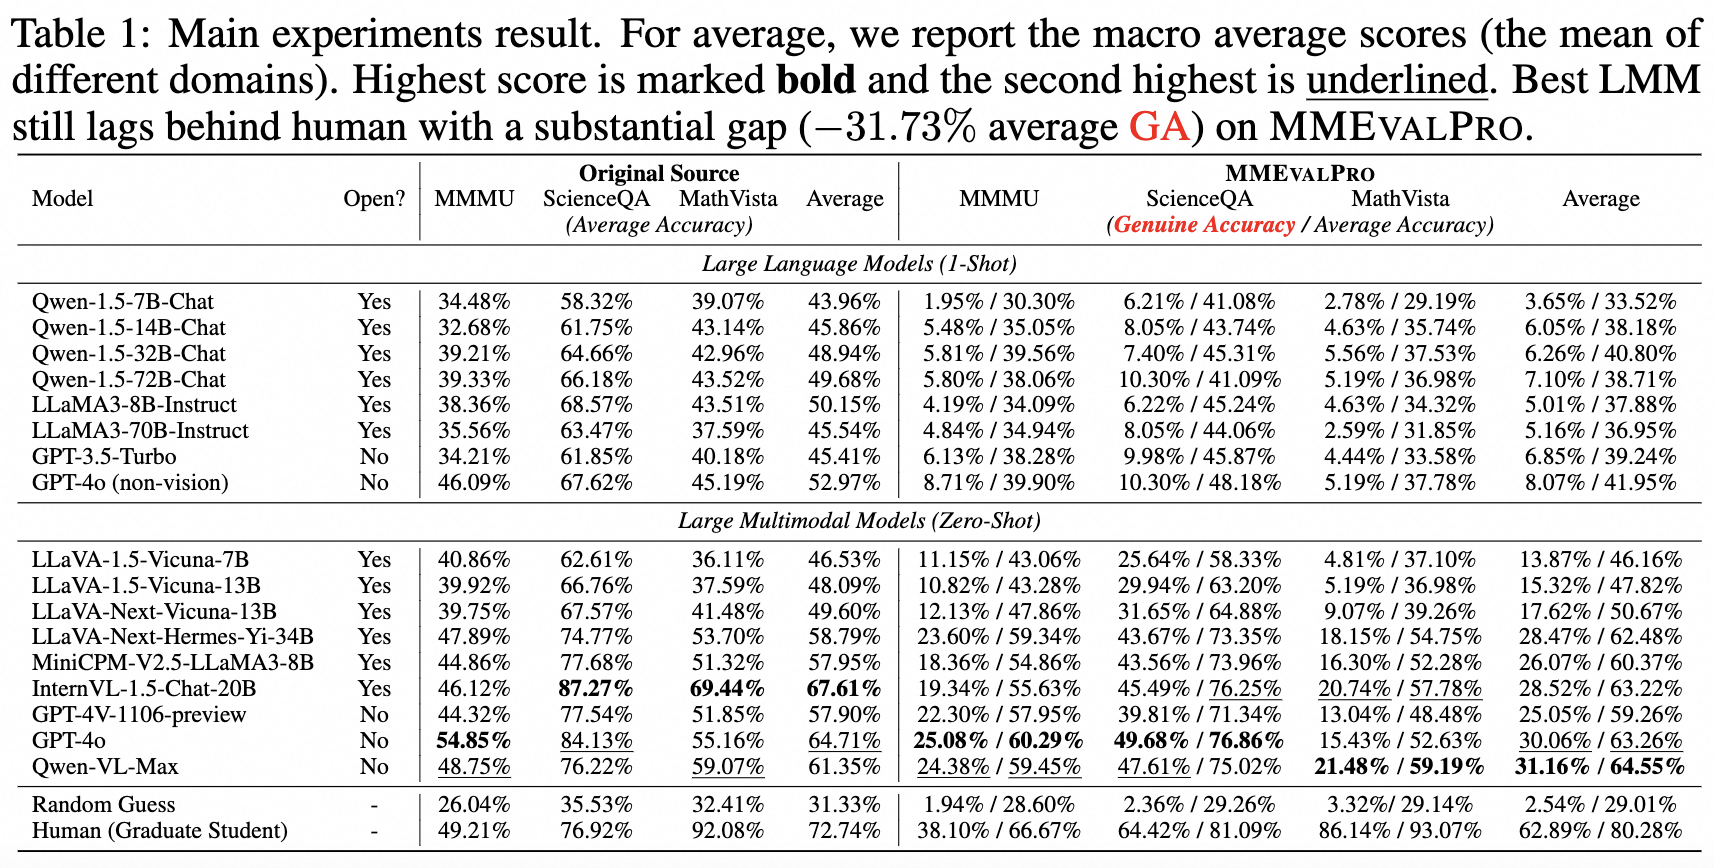 Table 1: Main experiments result. For average, we report the macro average scores (the mean of
different domains). Highest score is marked bold and the second highest is underlined. Best LMM
still lags behind human with a substantial gap (−31.73% average GA) on MMEVALPRO.
Original Source MMEVALPRO
Model Open? MMMU ScienceQA MathVista Average MMMU ScienceQA MathVista Average
(Average Accuracy) (Genuine Accuracy / Average Accuracy)
Large Language Models (1-Shot)
Qwen-1.5-7B-Chat Yes 34.48% 58.32% 39.07% 43.96% 1.95% / 30.30% 6.21% / 41.08% 2.78% / 29.19% 3.65% / 33.52%
Qwen-1.5-14B-Chat Yes 32.68% 61.75% 43.14% 45.86% 5.48% / 35.05% 8.05% / 43.74% 4.63% / 35.74% 6.05% / 38.18%
Qwen-1.5-32B-Chat Yes 39.21% 64.66% 42.96% 48.94% 5.81% / 39.56% 7.40% / 45.31% 5.56% / 37.53% 6.26% / 40.80%
Qwen-1.5-72B-Chat Yes 39.33% 66.18% 43.52% 49.68% 5.80% / 38.06% 10.30% / 41.09% 5.19% / 36.98% 7.10% / 38.71%
LLaMA3-8B-Instruct Yes 38.36% 68.57% 43.51% 50.15% 4.19% / 34.09% 6.22% / 45.24% 4.63% / 34.32% 5.01% / 37.88%
LLaMA3-70B-Instruct Yes 35.56% 63.47% 37.59% 45.54% 4.84% / 34.94% 8.05% / 44.06% 2.59% / 31.85% 5.16% / 36.95%
GPT-3.5-Turbo No 34.21% 61.85% 40.18% 45.41% 6.13% / 38.28% 9.98% / 45.87% 4.44% / 33.58% 6.85% / 39.24%
GPT-4o (non-vision) No 46.09% 67.62% 45.19% 52.97% 8.71% / 39.90% 10.30% / 48.18% 5.19% / 37.78% 8.07% / 41.95%
Large Multimodal Models (Zero-Shot)
LLaVA-1.5-Vicuna-7B Yes 40.86% 62.61% 36.11% 46.53% 11.15% / 43.06% 25.64% / 58.33% 4.81% / 37.10% 13.87% / 46.16%
LLaVA-1.5-Vicuna-13B Yes 39.92% 66.76% 37.59% 48.09% 10.82% / 43.28% 29.94% / 63.20% 5.19% / 36.98% 15.32% / 47.82%
LLaVA-Next-Vicuna-13B Yes 39.75% 67.57% 41.48% 49.60% 12.13% / 47.86% 31.65% / 64.88% 9.07% / 39.26% 17.62% / 50.67%
LLaVA-Next-Hermes-Yi-34B Yes 47.89% 74.77% 53.70% 58.79% 23.60% / 59.34% 43.67% / 73.35% 18.15% / 54.75% 28.47% / 62.48%
MiniCPM-V2.5-LLaMA3-8B Yes 44.86% 77.68% 51.32% 57.95% 18.36% / 54.86% 43.56% / 73.96% 16.30% / 52.28% 26.07% / 60.37%
InternVL-1.5-Chat-20B Yes 46.12% 87.27% 69.44% 67.61% 19.34% / 55.63% 45.49% / 76.25% 20.74% / 57.78% 28.52% / 63.22%
GPT-4V-1106-preview No 44.32% 77.54% 51.85% 57.90% 22.30% / 57.95% 39.81% / 71.34% 13.04% / 48.48% 25.05% / 59.26%
GPT-4o No 54.85% 84.13% 55.16% 64.71% 25.08% / 60.29% 49.68% / 76.86% 15.43% / 52.63% 30.06% / 63.26%
Qwen-VL-Max No 48.75% 76.22% 59.07% 61.35% 24.38% / 59.45% 47.61% / 75.02% 21.48% / 59.19% 31.16% / 64.55%
Random Guess - 26.04% 35.53% 32.41% 31.33% 1.94% / 28.60% 2.36% / 29.26% 3.32%/ 29.14% 2.54% / 29.01%
Human (Graduate Student) - 49.21% 76.92% 92.08% 72.74% 38.10% / 66.67% 64.42% / 81.09% 86.14% / 93.07% 62.89% / 80.28%